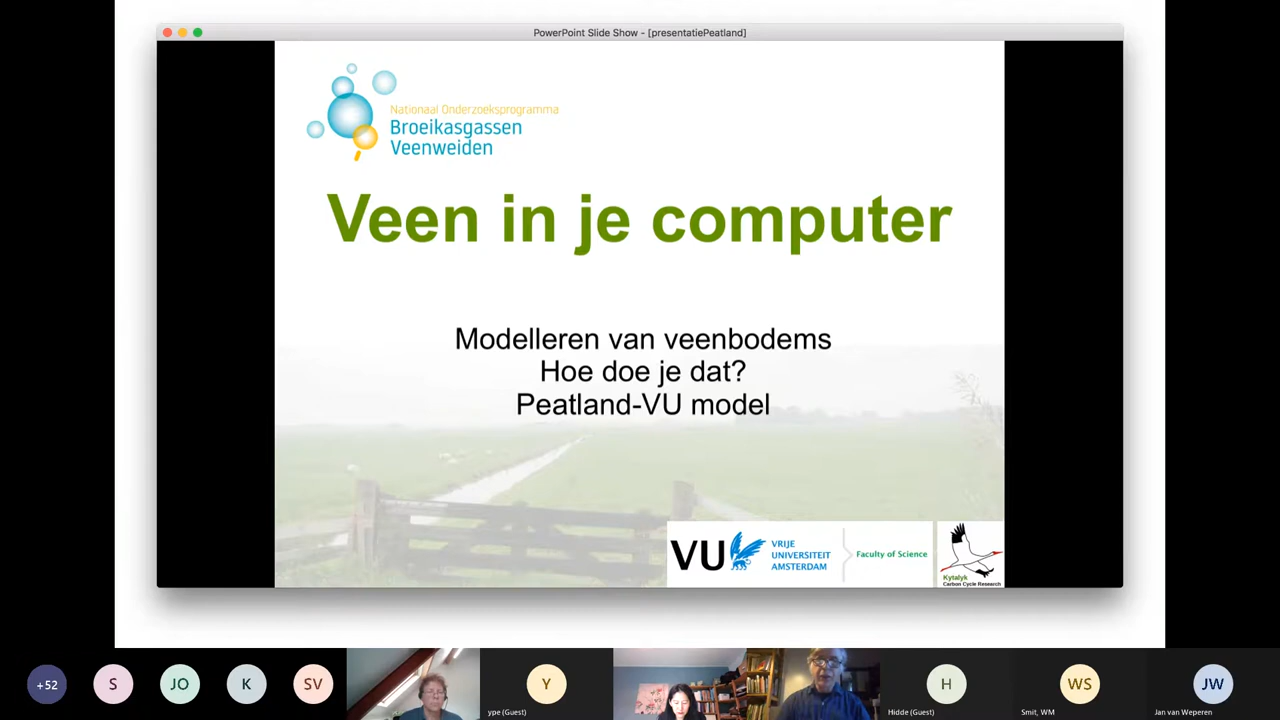 PowerPoint Slide Show - [presentatiePeatland]
Nationaal Onderzoeksprogramma
Broeikasgassen
Veenweiden
Veen in je computer
Modelleren van veenbodems
Hoe doe je dat?
Peatland-VU model
VU
VRIJE
UNIVERSITEIT
AMSTERDAM
Faculty of Science
Kytalyk
Carbon Cycle Research
+52
S
JO
K
SV
Y
ype (Guest)
H
Hidde (Guest)
WS
Smit, WM
JW
Jan van Weperen